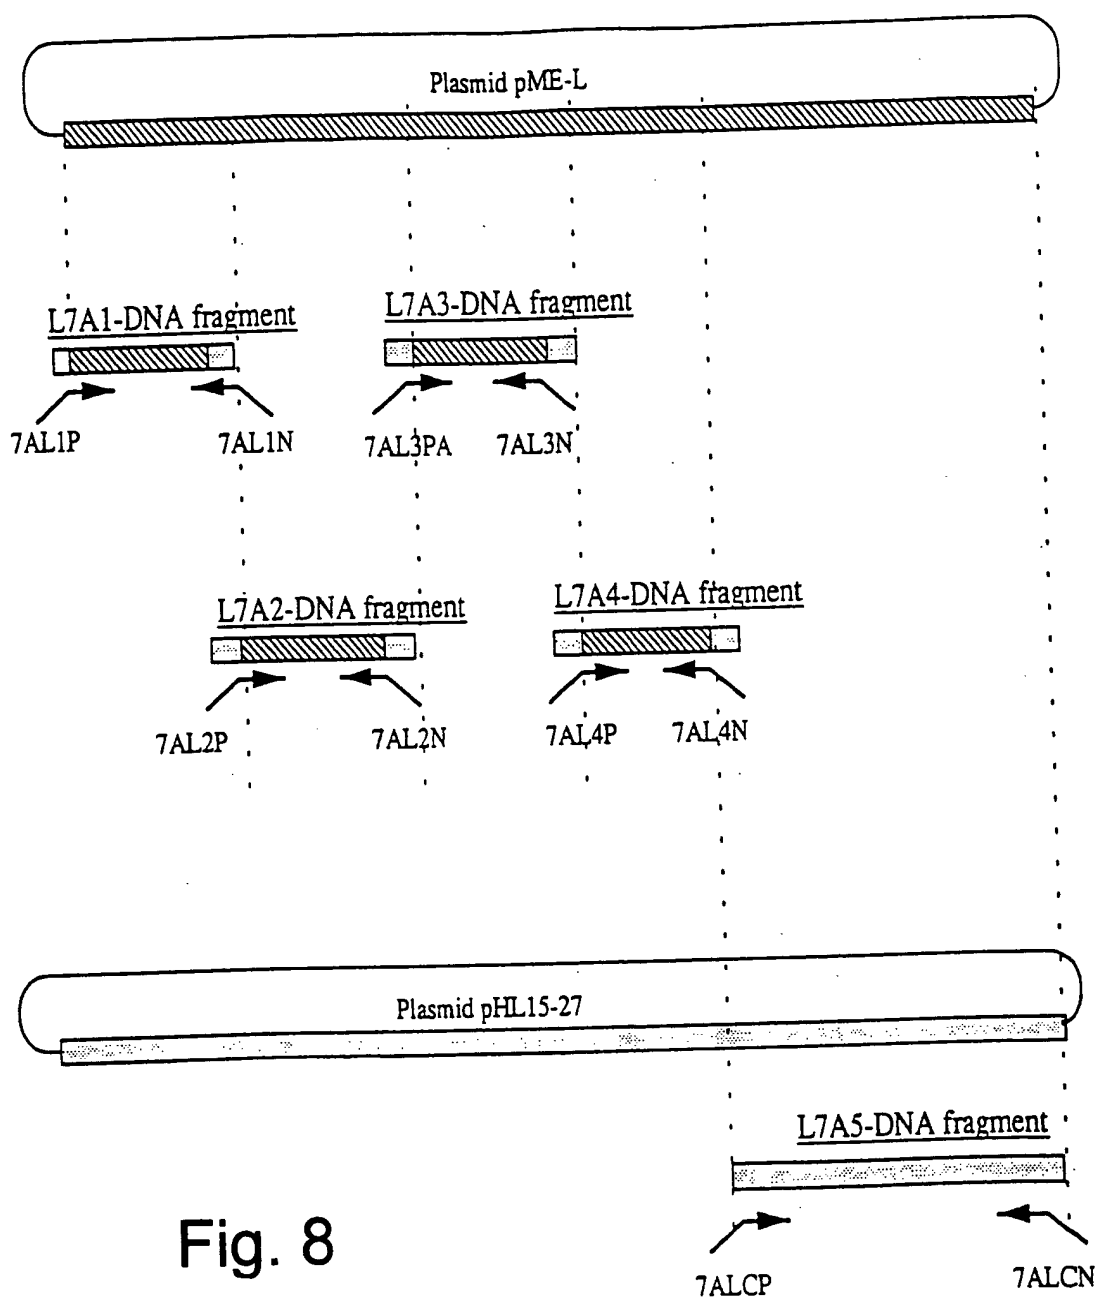 Plasmid pME-L
L7A1-DNA fragment
L7A3-DNA fragment
7AL1P
7AL1N
7AL3PA
7AL3N
L7A2-DNA fragment
L7A4-DNA fragment
7AL2P
7AL2N
7AL4P
7AL4N
Plasmid pHL15-27
L7A5-DNA fragment
7ALCP
7ALCN
Fig. 8